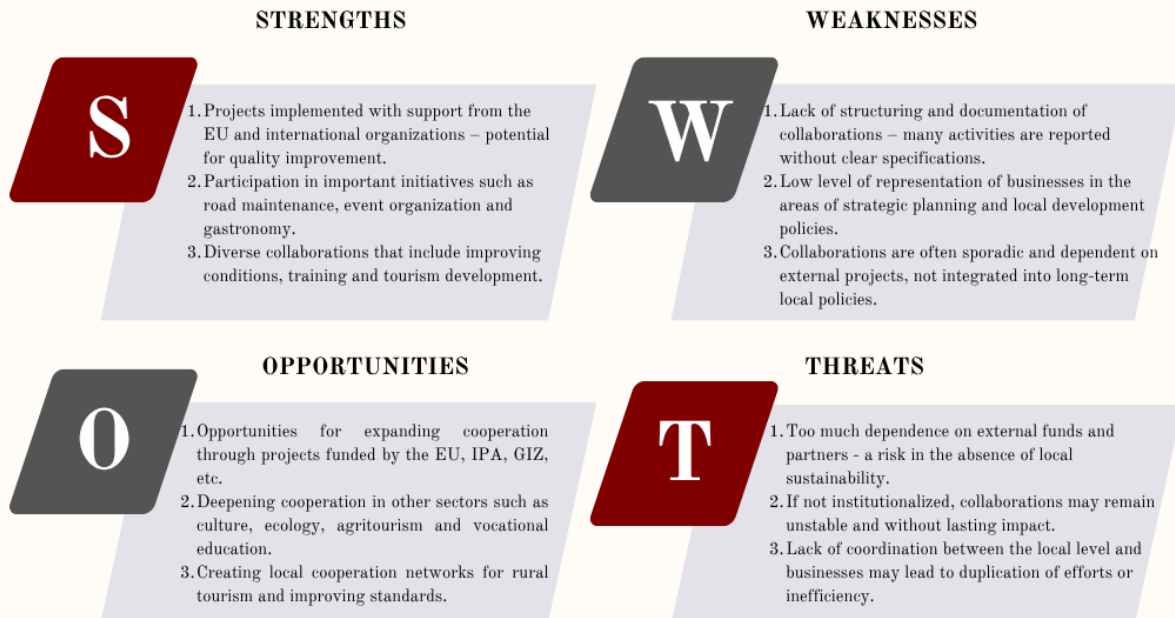 STRENGTHS
S
1. Projects implemented with support from the
EU and international organizations – potential
for quality improvement.
2. Participation in important initiatives such as
road maintenance, event organization and
gastronomy.
3. Diverse collaborations that include improving
conditions, training and tourism development.
WEAKNESSES
W
1. Lack of structuring and documentation of
collaborations – many activities are reported
without clear specifications.
2. Low level of representation of businesses in the
areas of strategic planning and local development
policies.
3. Collaborations are often sporadic and dependent on
external projects, not integrated into long-term
local policies.
OPPORTUNITIES
O
1. Opportunities for expanding cooperation
through projects funded by the EU, IPA, GIZ,
etc.
2. Deepening cooperation in other sectors such as
culture, ecology, agritourism and vocational
education.
3. Creating local cooperation networks for rural
tourism and improving standards.
THREATS
T
1. Too much dependence on external funds and
partners - a risk in the absence of local
sustainability.
2. If not institutionalized, collaborations may remain
unstable and without lasting impact.
3. Lack of coordination between the local level and
businesses may lead to duplication of efforts or
inefficiency.